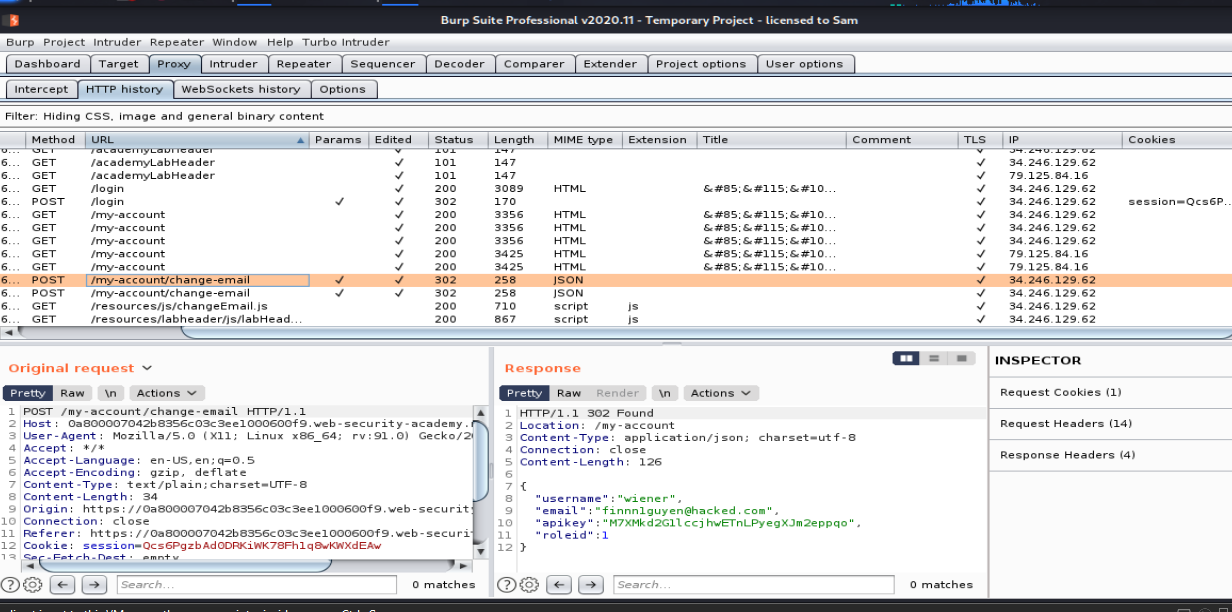 Burp Suite Professional v2020.11 - Temporary Project - licensed to Sam
Burp Project Intruder Repeater Window Help Turbo Intruder
Dashboard Target Proxy Intruder Repeater Sequencer Decoder Comparer Extender Project options User options
Intercept HTTP history WebSockets history Options
Filter: Hiding CSS, image and general binary content
Method URL Params Edited Status Length MIME type Extension Title Comment TLS IP Cookies
6... GET /academyLabHeader ✓ 101 147 ✓ 34.246.129.62
6... GET /academyLabHeader ✓ 101 147 ✓ 34.246.129.62
6... GET /academyLabHeader ✓ 101 147 ✓ 79.125.84.16
6... GET /login ✓ 200 3089 HTML &#85;&#115;&#10... ✓ 34.246.129.62
6... POST /login ✓ ✓ 302 170 ✓ 34.246.129.62 session=Qcs6P...
6... GET /my-account ✓ 200 3356 HTML &#85;&#115;&#10... ✓ 34.246.129.62
6... GET /my-account ✓ 200 3356 HTML &#85;&#115;&#10... ✓ 34.246.129.62
6... GET /my-account ✓ 200 3356 HTML &#85;&#115;&#10... ✓ 34.246.129.62
6... GET /my-account ✓ 200 3425 HTML &#85;&#115;&#10... ✓ 79.125.84.16
6... GET /my-account ✓ 200 3425 HTML &#85;&#115;&#10... ✓ 79.125.84.16
6... POST /my-account/change-email ✓ ✓ 302 258 JSON ✓ 34.246.129.62
6... POST /my-account/change-email ✓ ✓ 302 258 JSON ✓ 34.246.129.62
6... GET /resources/js/changeEmail.js 200 710 script js ✓ 34.246.129.62
6... GET /resources/labheader/js/labHead... 200 867 script js ✓ 34.246.129.62
Original request
Pretty Raw \n Actions
1 POST /my-account/change-email HTTP/1.1
2 Host: 0a800007042b8356c03c3ee1000600f9.web-security-academy.
3 User-Agent: Mozilla/5.0 (X11; Linux x86_64; rv:91.0) Gecko/20
4 Accept: */*
5 Accept-Language: en-US,en;q=0.5
6 Accept-Encoding: gzip, deflate
7 Content-Type: text/plain;charset=UTF-8
8 Content-Length: 34
9 Origin: https://0a800007042b8356c03c3ee1000600f9.web-security
10 Connection: close
11 Referer: https://0a800007042b8356c03c3ee1000600f9.web-securi
12 Cookie: session=Qcs6PgzbAdODRKiWK78Fh1q8wKWXdEAw
13 Sec-Fetch-Dest: empty
Search... 0 matches
Response
Pretty Raw Render \n Actions
1 HTTP/1.1 302 Found
2 Location: /my-account
3 Content-Type: application/json; charset=utf-8
4 Connection: close
5 Content-Length: 126
6
7 {
8 "username":"wiener",
9 "email":"finnn1guyen@hacked.com",
10 "apikey":"M7XMkd2G1lccjhwETnLPyegXJm2eppqo",
11 "roleid":1
12 }
Search... 0 matches
INSPECTOR
Request Cookies (1)
Request Headers (14)
Response Headers (4)